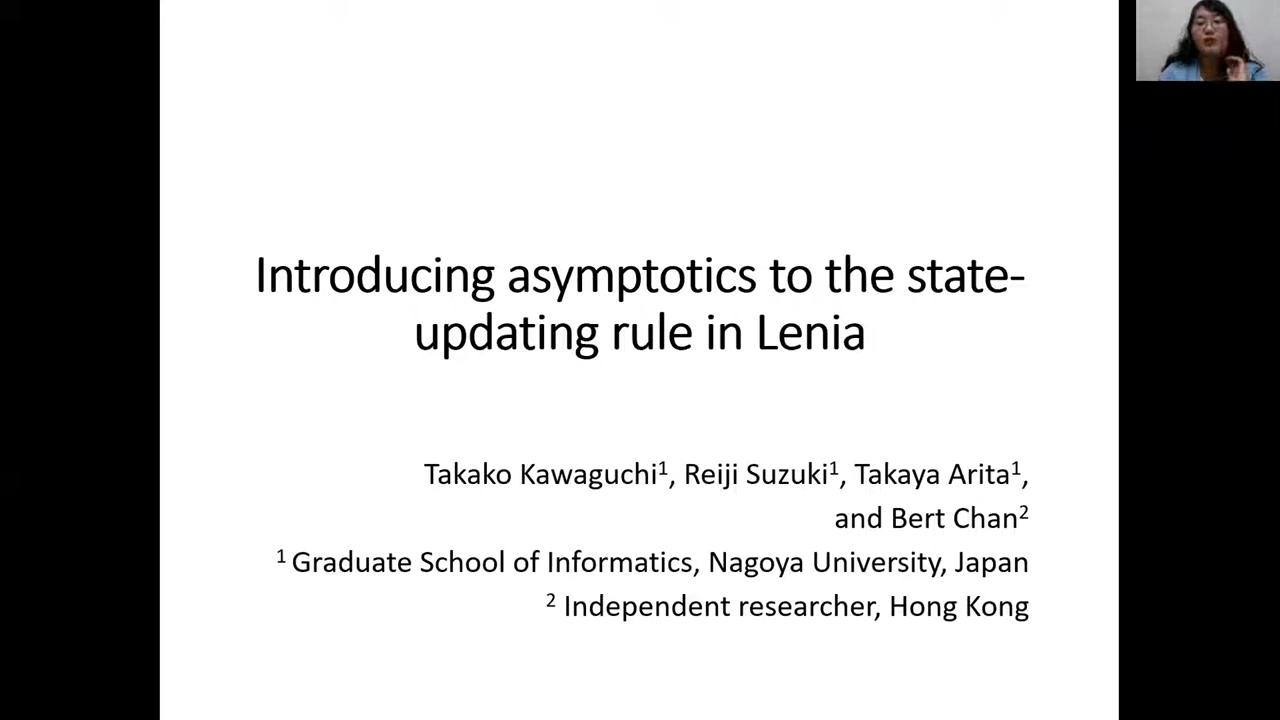 Introducing asymptotics to the state-
updating rule in Lenia
Takako Kawaguchi¹, Reiji Suzuki¹, Takaya Arita¹,
and Bert Chan²
¹ Graduate School of Informatics, Nagoya University, Japan
² Independent researcher, Hong Kong